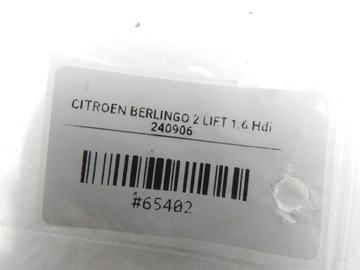 CITROEN BERLINGO 2 LIFT 1.6 Hdi
240906
#65402